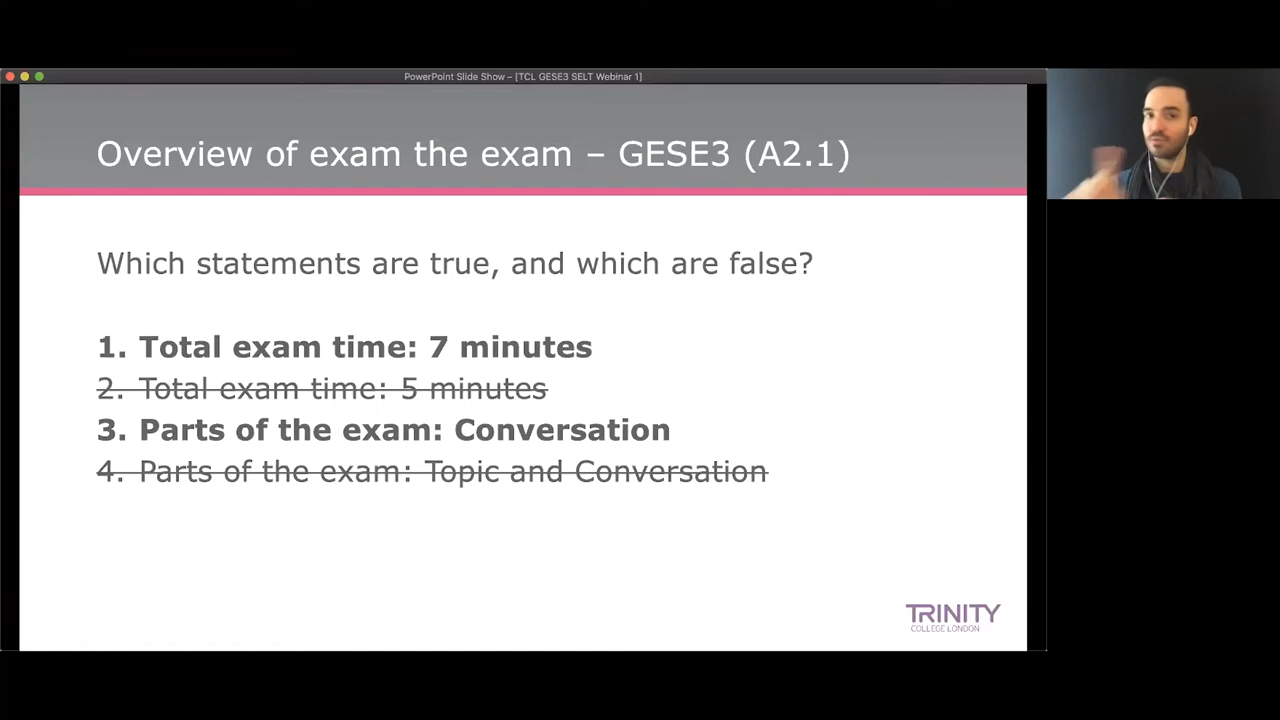 PowerPoint Slide Show – [TCL GESE3 SELT Webinar 1]
Overview of exam the exam – GESE3 (A2.1)
Which statements are true, and which are false?
1. Total exam time: 7 minutes
2. Total exam time: 5 minutes
3. Parts of the exam: Conversation
4. Parts of the exam: Topic and Conversation
TRINITY
COLLEGE LONDON